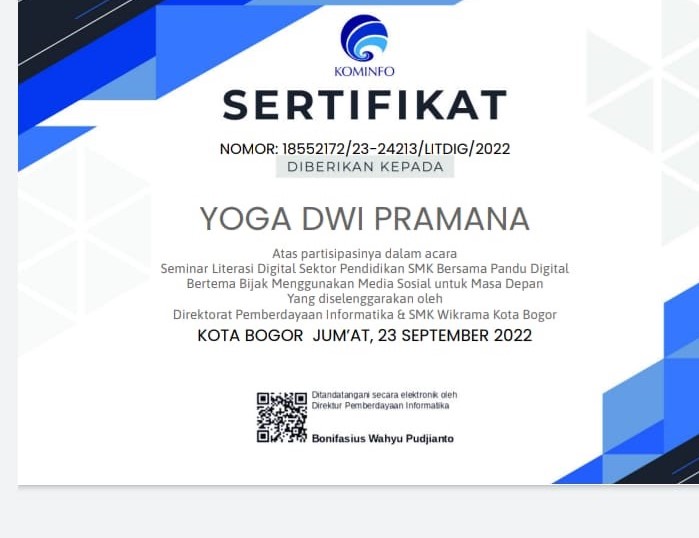 KOMINFO
SERTIFIKAT
NOMOR: 18552172/23-24213/LITDIG/2022
DIBERIKAN KEPADA
YOGA DWI PRAMANA
Atas partisipasinya dalam acara
Seminar Literasi Digital Sektor Pendidikan SMK Bersama Pandu Digital
Bertema Bijak Menggunakan Media Sosial untuk Masa Depan
Yang diselenggarakan oleh
Direktorat Pemberdayaan Informatika & SMK Wikrama Kota Bogor
KOTA BOGOR JUM’AT, 23 SEPTEMBER 2022
Ditandatangani secara elektronik oleh
Direktur Pemberdayaan Informatika
Bonifasius Wahyu Pudjianto